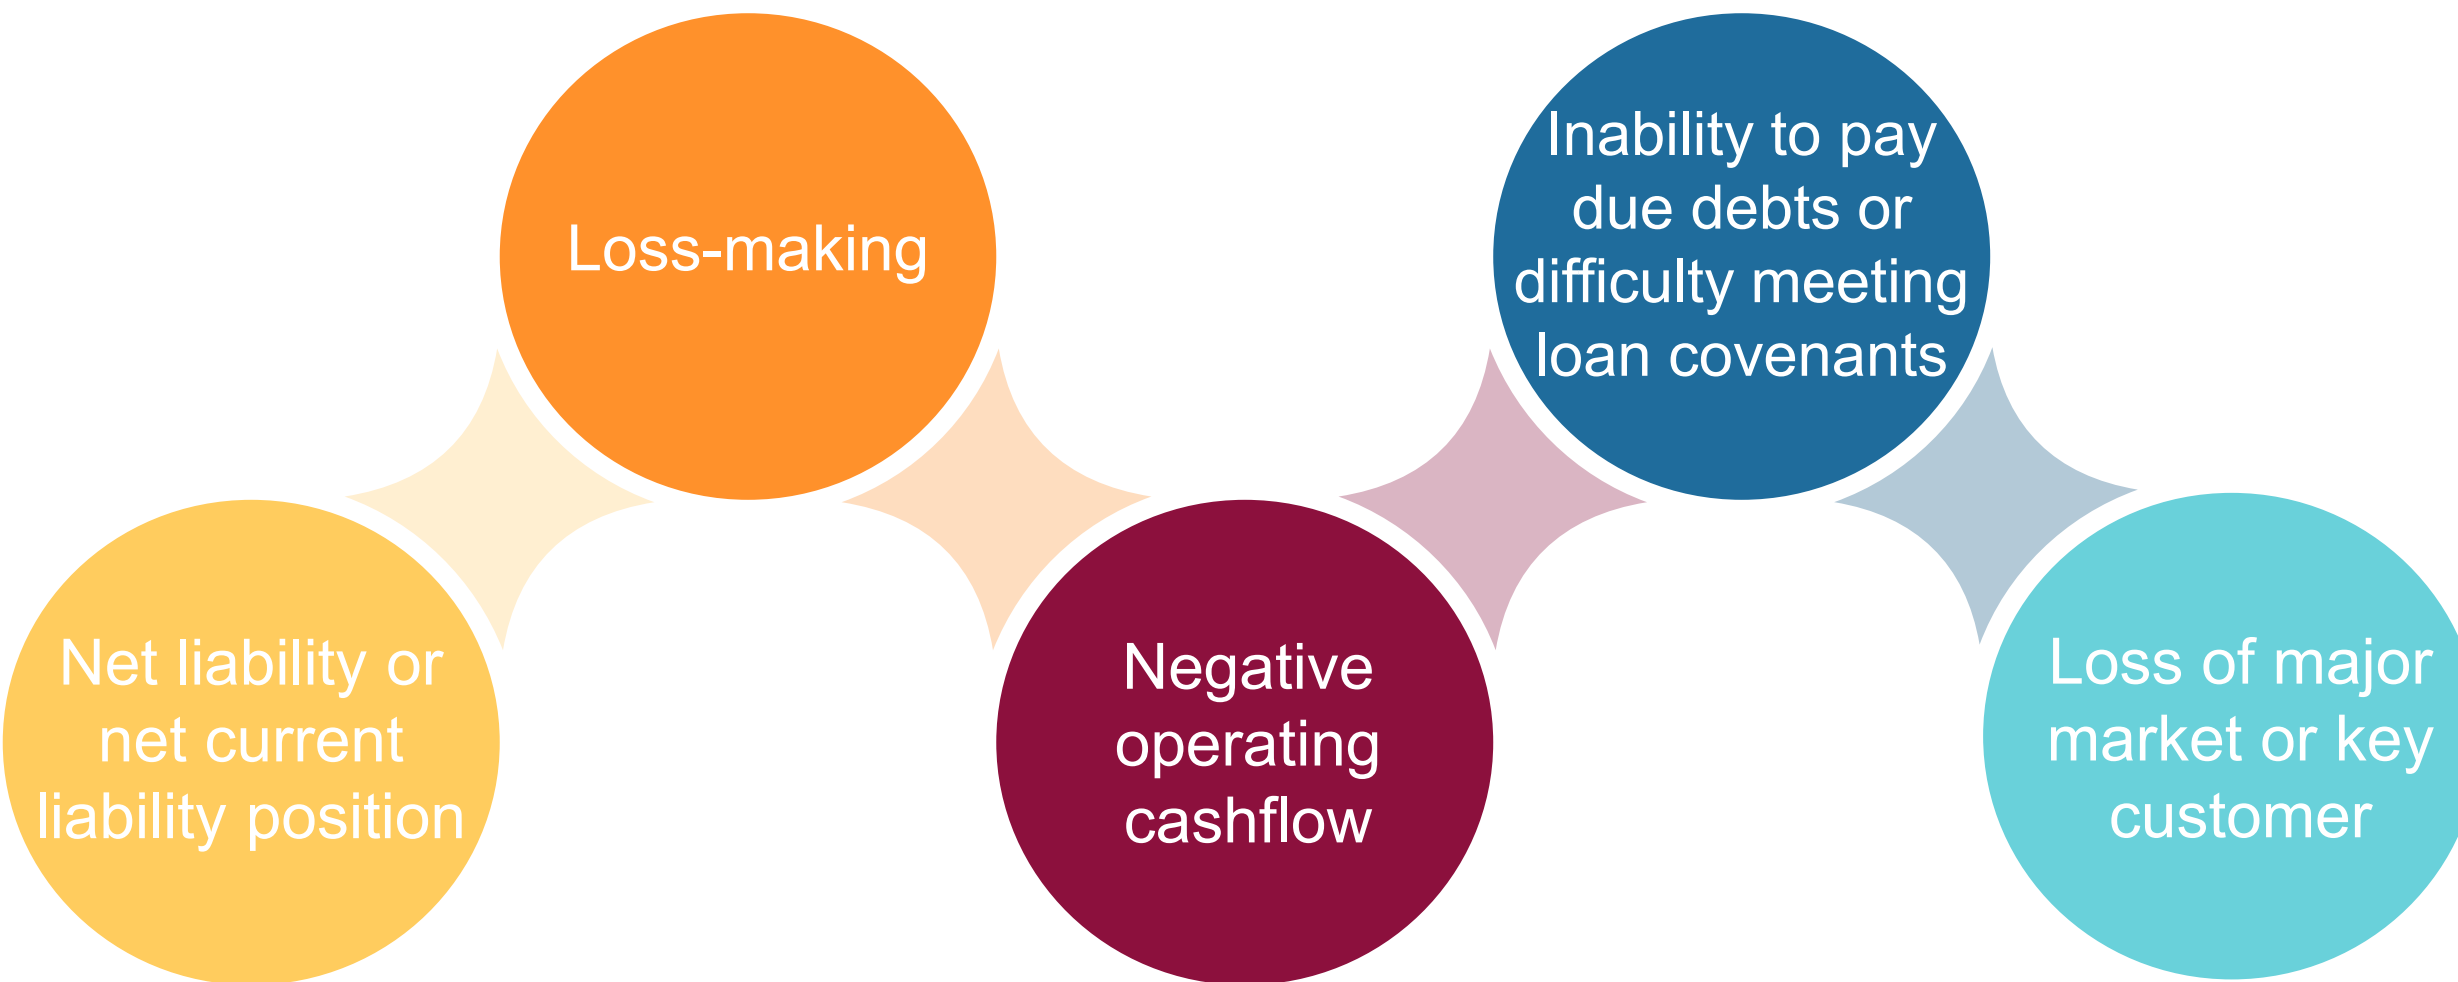 Net liability or
net current
liability position
Loss-making
Negative
operating
cashflow
Inability to pay
due debts or
difficulty meeting
loan covenants
Loss of major
market or key
customer